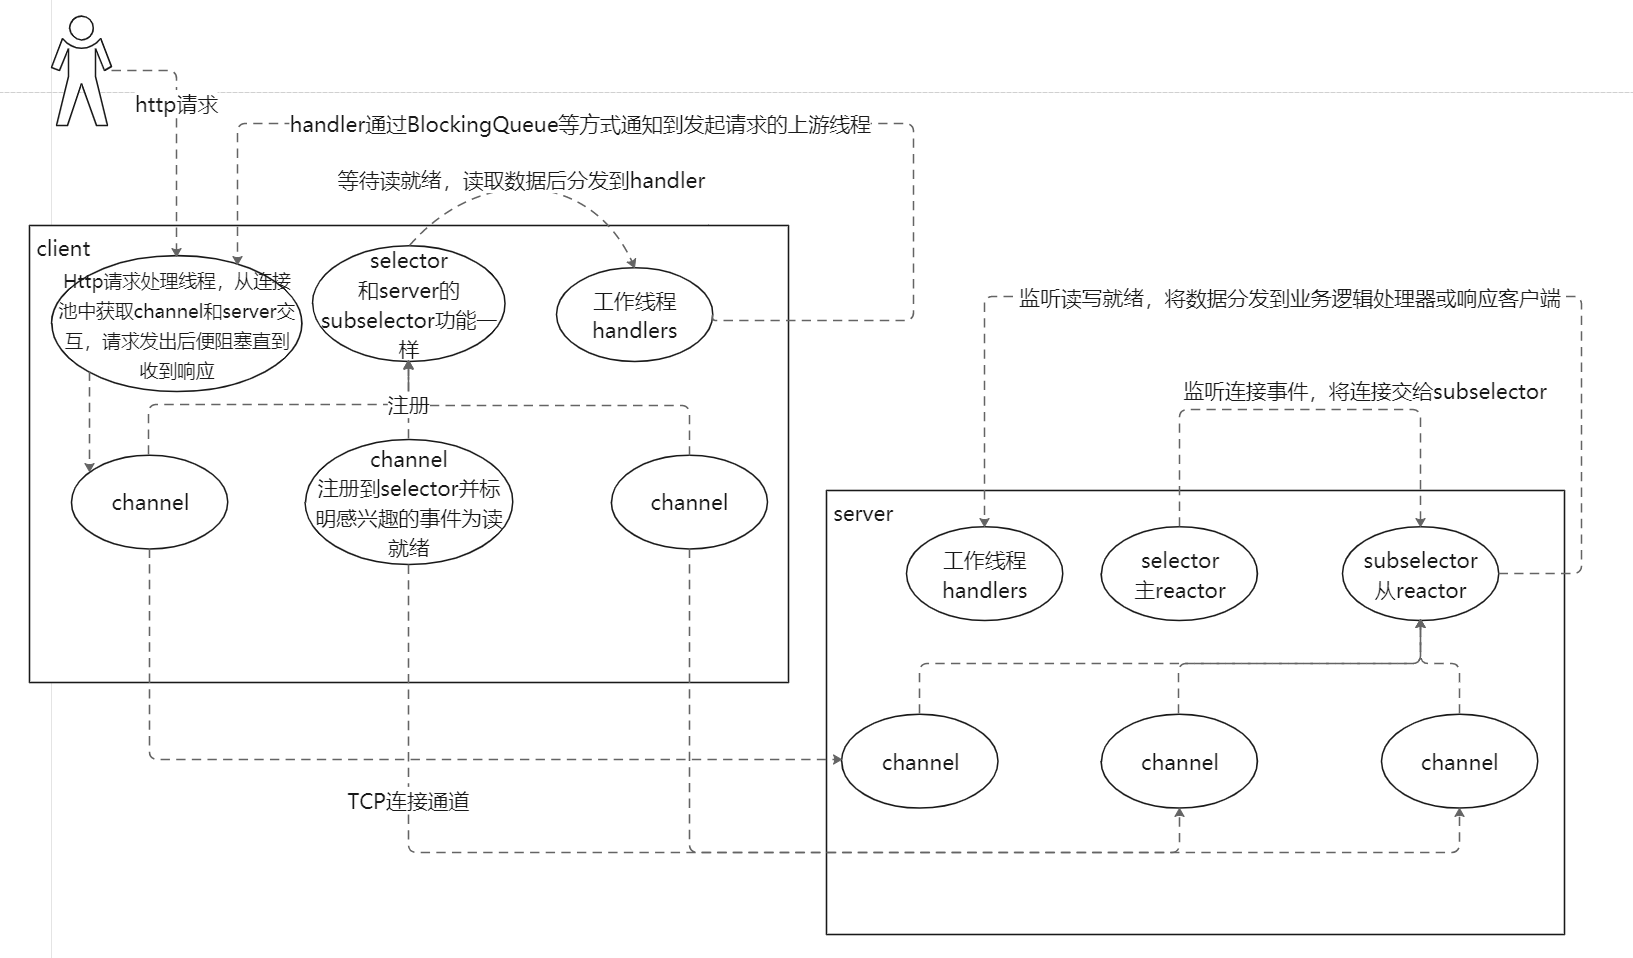 http请求
handler通过BlockingQueue等方式通知到发起请求的上游线程
等待读就绪，读取数据后分发到handler
client
Http请求处理线程，从连接
池中获取channel和server交
互，请求发出后便阻塞直到
收到响应
selector
和server的
subselector功能一
样
工作线程
handlers
注册
channel
channel
注册到selector并标
明感兴趣的事件为读
就绪
channel
监听读写就绪，将数据分发到业务逻辑处理器或响应客户端
监听连接事件，将连接交给subselector
server
工作线程
handlers
selector
主reactor
subselector
从reactor
channel
channel
channel
TCP连接通道